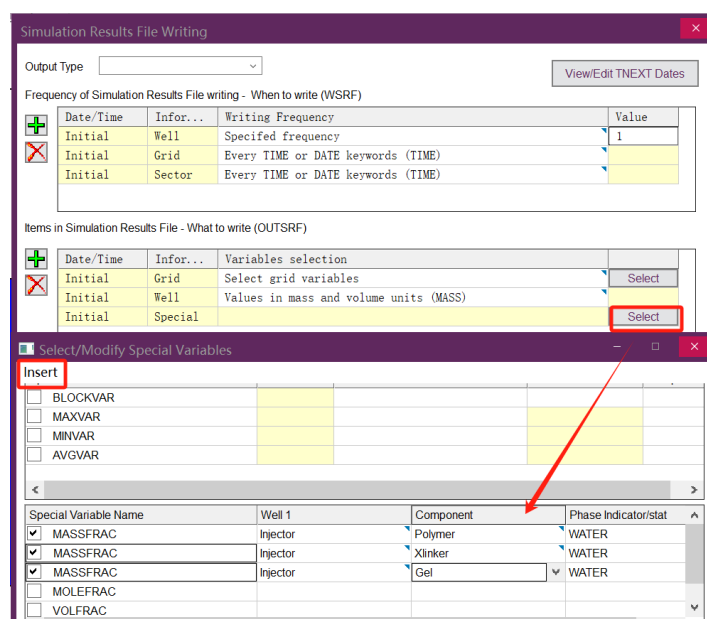 Simulation Results File Writing
Output Type
View/Edit TNEXT Dates
Frequency of Simulation Results File writing - When to write (WSRF)
Date/Time Infor... Writing Frequency Value
Initial Well Specifed frequency 1
Initial Grid Every TIME or DATE keywords (TIME)
Initial Sector Every TIME or DATE keywords (TIME)
Items in Simulation Results File - What to write (OUTSRF)
Date/Time Infor... Variables selection
Initial Grid Select grid variables Select
Initial Well Values in mass and volume units (MASS)
Initial Special Select
Select/Modify Special Variables
Insert
BLOCKVAR
MAXVAR
MINVAR
AVGVAR
Special Variable Name Well 1 Component Phase Indicator/stat
MASSFRAC Injector Polymer WATER
MASSFRAC Injector Xlinker WATER
MASSFRAC Injector Gel WATER
MOLEFRAC
VOLFRAC